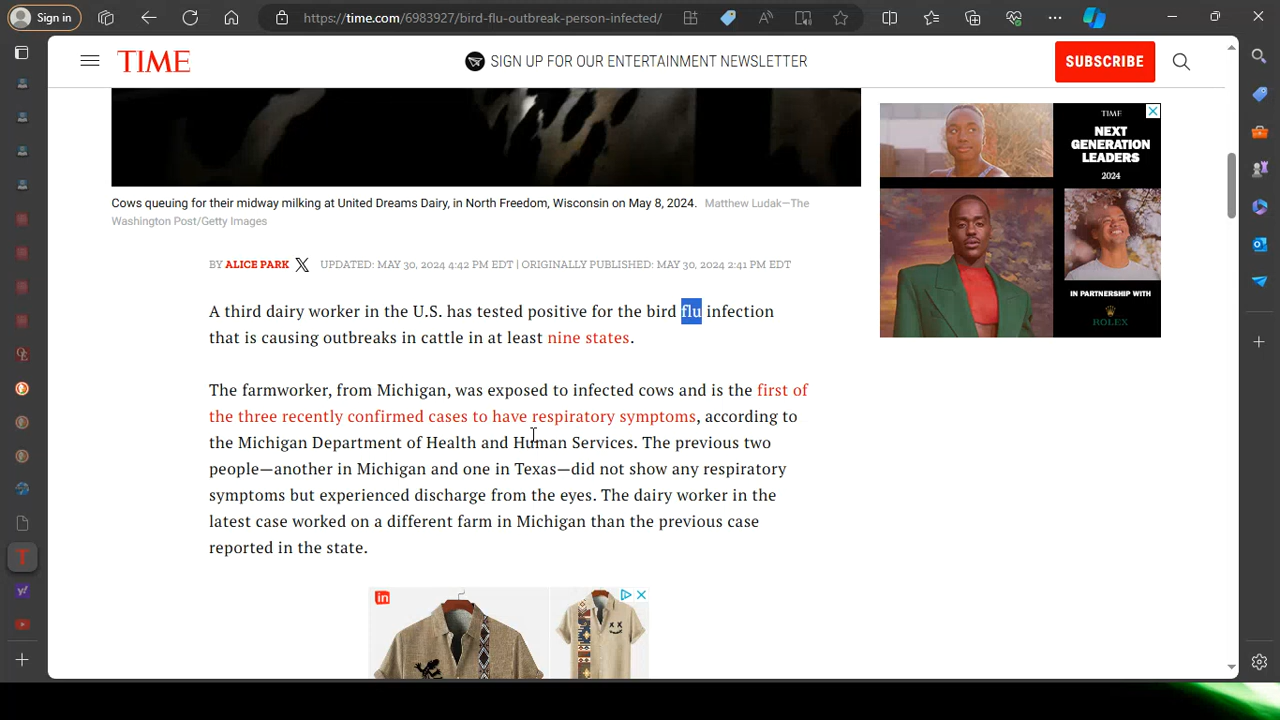 Sign in
https://time.com/6983927/bird-flu-outbreak-person-infected/
TIME
SIGN UP FOR OUR ENTERTAINMENT NEWSLETTER
SUBSCRIBE
Cows queuing for their midway milking at United Dreams Dairy, in North Freedom, Wisconsin on May 8, 2024. Matthew Ludak—The
Washington Post/Getty Images
BY ALICE PARK UPDATED: MAY 30, 2024 4:42 PM EDT | ORIGINALLY PUBLISHED: MAY 30, 2024 2:41 PM EDT
A third dairy worker in the U.S. has tested positive for the bird flu infection
that is causing outbreaks in cattle in at least nine states.
The farmworker, from Michigan, was exposed to infected cows and is the first of
the three recently confirmed cases to have respiratory symptoms, according to
the Michigan Department of Health and Human Services. The previous two
people—another in Michigan and one in Texas—did not show any respiratory
symptoms but experienced discharge from the eyes. The dairy worker in the
latest case worked on a different farm in Michigan than the previous case
reported in the state.
TIME
NEXT
GENERATION
LEADERS
2024
IN PARTNERSHIP WITH
ROLEX
in